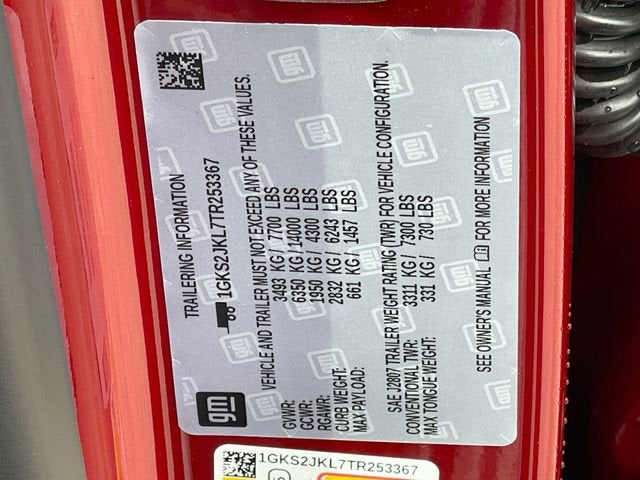 gm
TRAILERING INFORMATION
1GKS2JKL7TR253367
VEHICLE AND TRAILER MUST NOT EXCEED ANY OF THESE VALUES.
GVWR: 3493 KG / 7700 LBS
GCWR: 6350 KG / 14000 LBS
RGAWR: 1950 KG / 4300 LBS
CURB WEIGHT: 2832 KG / 6243 LBS
MAX PAYLOAD: 661 KG / 1457 LBS
SAE J2807 TRAILER WEIGHT RATING (TWR) FOR VEHICLE CONFIGURATION.
CONVENTIONAL TWR: 3311 KG / 7300 LBS
MAX TONGUE WEIGHT: 331 KG / 730 LBS
SEE OWNER'S MANUAL FOR MORE INFORMATION
1GKS2JKL7TR253367